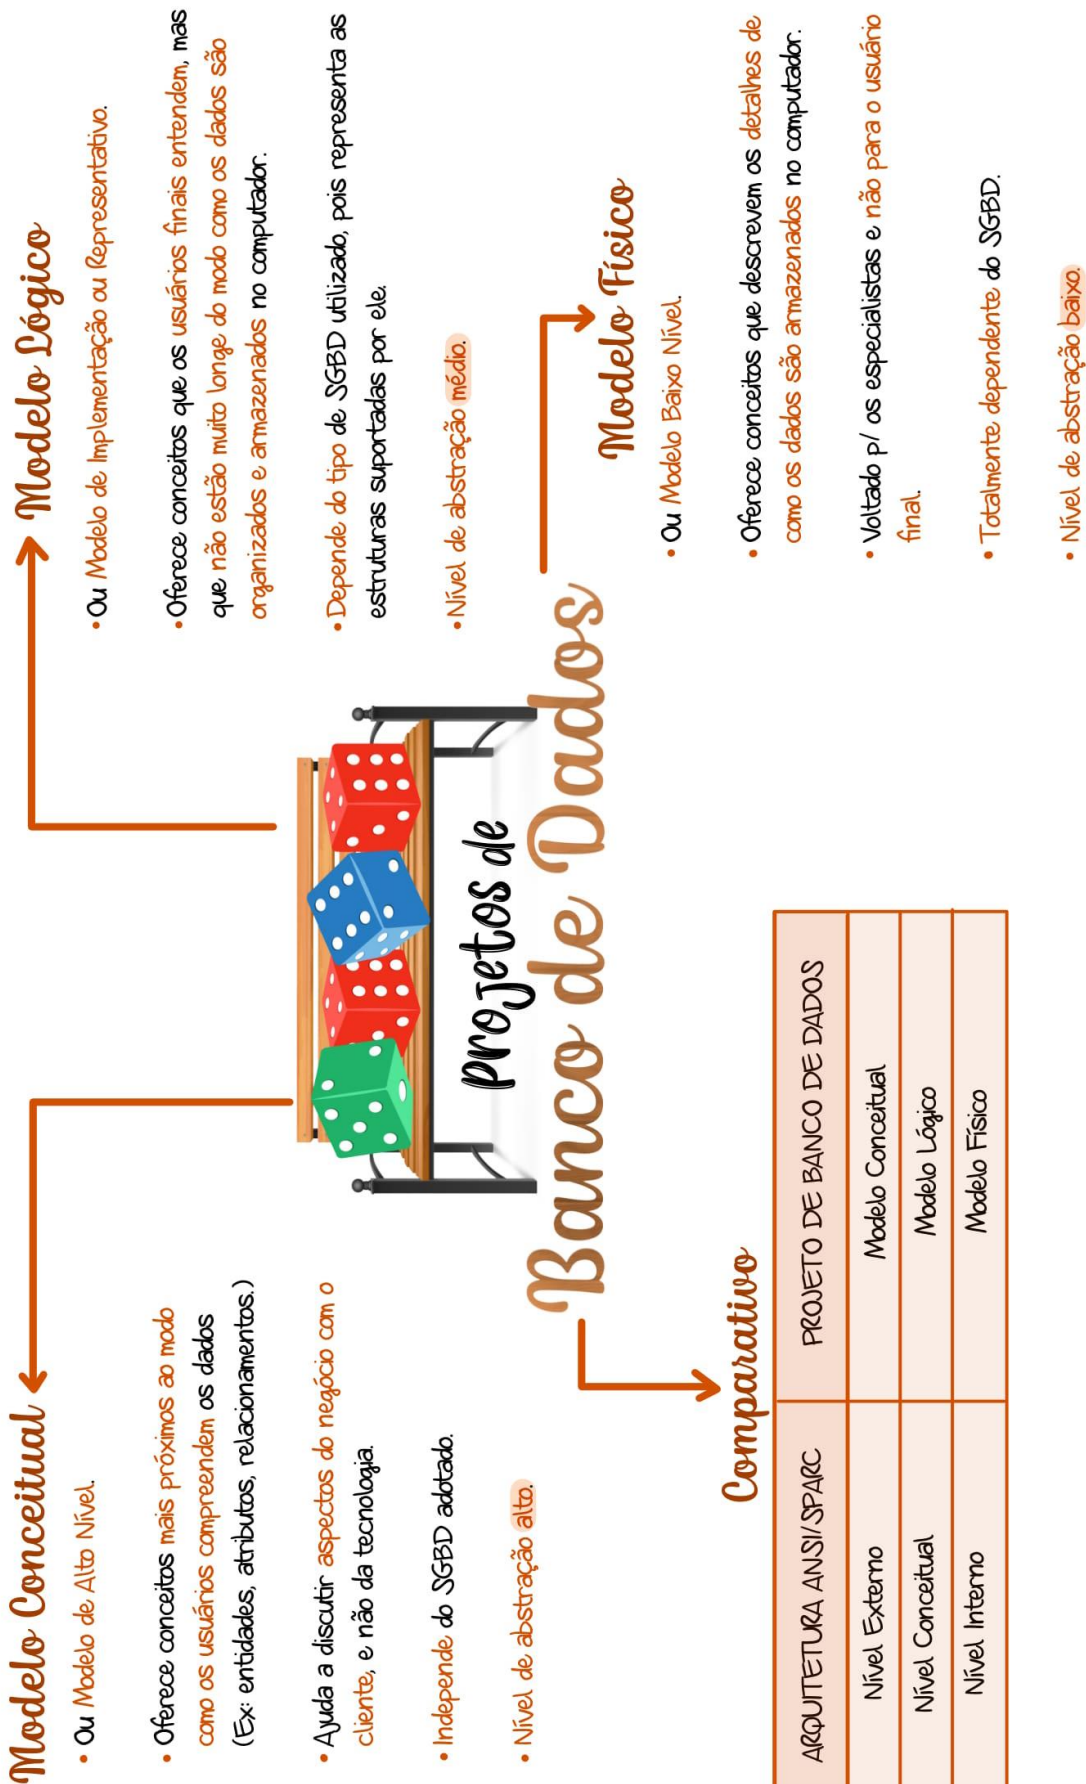 Modelo Conceitual
• Ou Modelo de Alto Nível.
• Oferece conceitos mais próximos ao modo
como os usuários compreendem os dados
(Ex: entidades, atributos, relacionamentos.)
• Ajuda a discutir aspectos do negócio com o
cliente, e não da tecnologia.
• Independe do SGBD adotado.
• Nível de abstração alto.
Modelo Lógico
• Ou Modelo de Implementação ou Representativo.
• Oferece conceitos que os usuários finais entendem, mas
que não estão muito longe do modo como os dados são
organizados e armazenados no computador.
• Depende do tipo de SGBD utilizado, pois representa as
estruturas suportadas por ele.
• Nível de abstração médio.
projetos de
Banco de Dados
Modelo Físico
• Ou Modelo Baixo Nível.
• Oferece conceitos que descrevem os detalhes de
como os dados são armazenados no computador.
• Voltado p/ os especialistas e não para o usuário
final.
• Totalmente dependente do SGBD.
• Nível de abstração baixo.
Comparativo
ARQUITETURA ANSI/SPARC PROJETO DE BANCO DE DADOS
Nível Externo Modelo Conceitual
Nível Conceitual Modelo Lógico
Nível Interno Modelo Físico